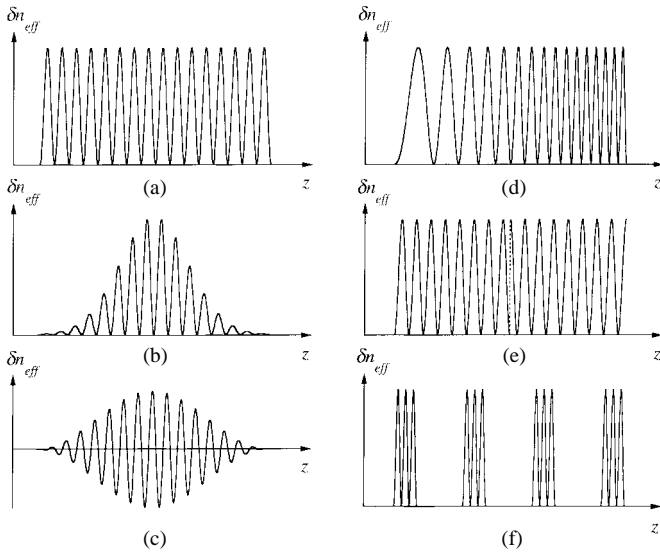 δn eff
z
(a)
δn eff
z
(b)
δn eff
z
(c)
δn eff
z
(d)
δn eff
z
(e)
δn eff
z
(f)